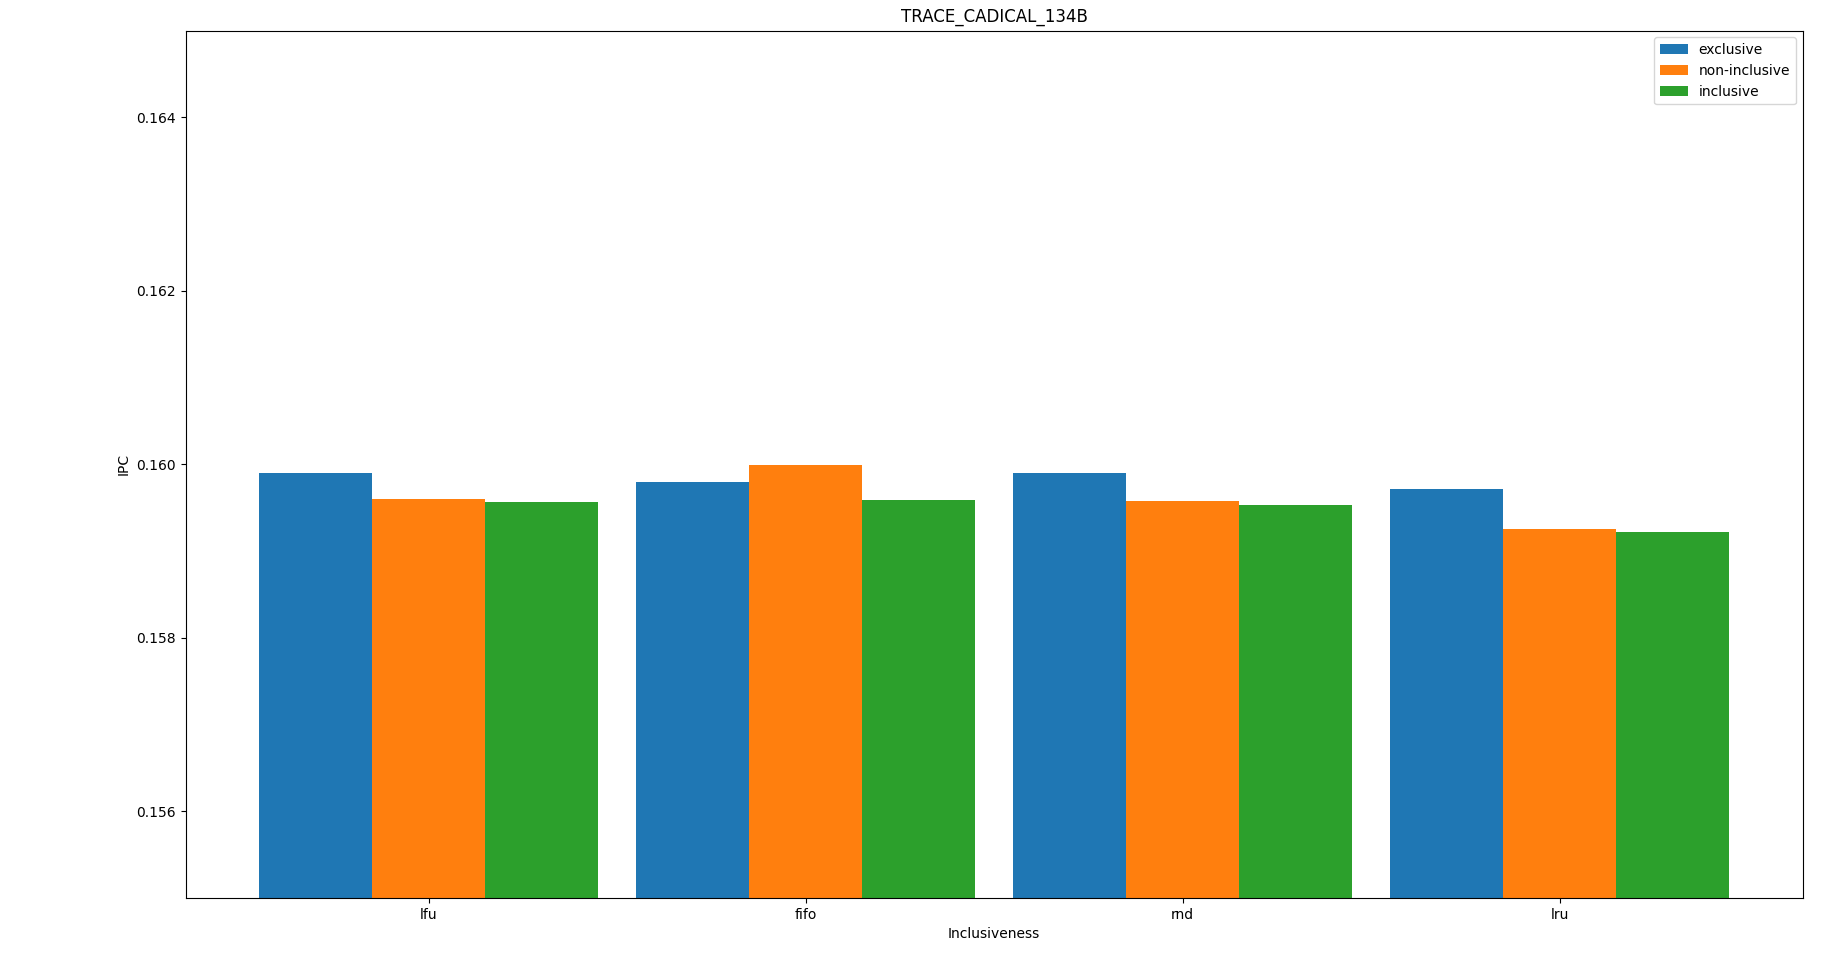 TRACE_CADICAL_134B
exclusive
non-inclusive
inclusive
0.164
0.162
0.160
0.158
0.156
IPC
lfu
fifo
rnd
lru
Inclusiveness